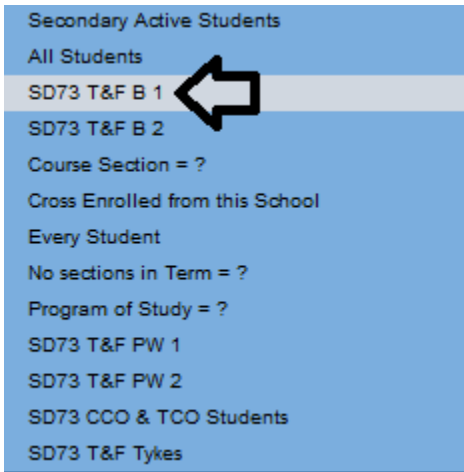 Secondary Active Students
All Students
SD73 T&F B 1
SD73 T&F B 2
Course Section = ?
Cross Enrolled from this School
Every Student
No sections in Term = ?
Program of Study = ?
SD73 T&F PW 1
SD73 T&F PW 2
SD73 CCO & TCO Students
SD73 T&F Tykes